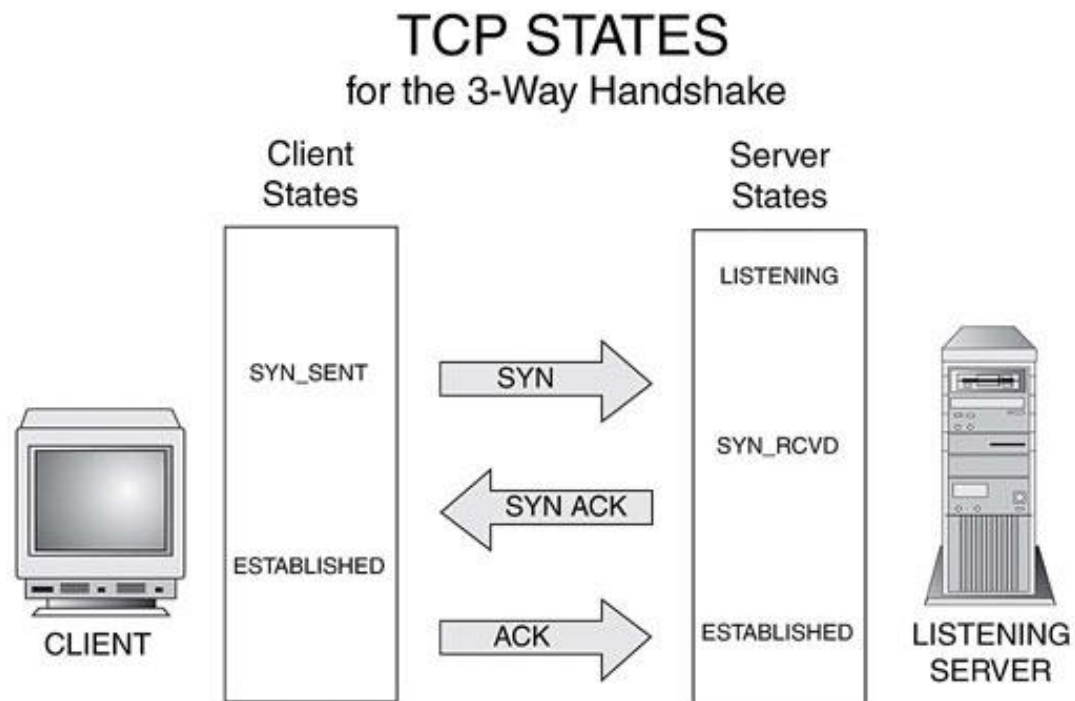 TCP STATES
for the 3-Way Handshake
Client
States
Server
States
LISTENING
SYN_SENT
SYN
SYN_RCVD
SYN ACK
ESTABLISHED
ACK
ESTABLISHED
CLIENT
LISTENING
SERVER